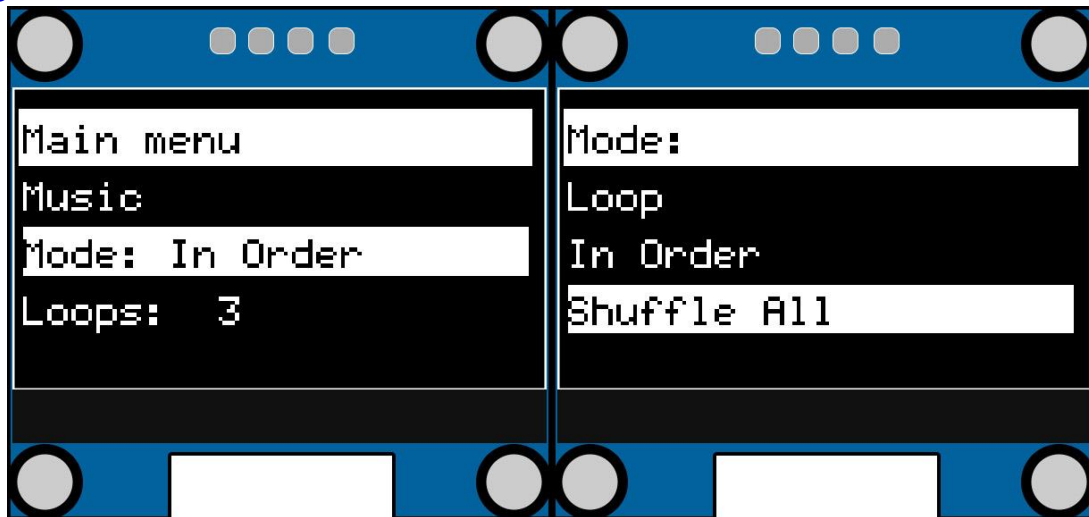 Main menu
Music
Mode: In Order
Loops: 3
Mode:
Loop
In Order
Shuffle All